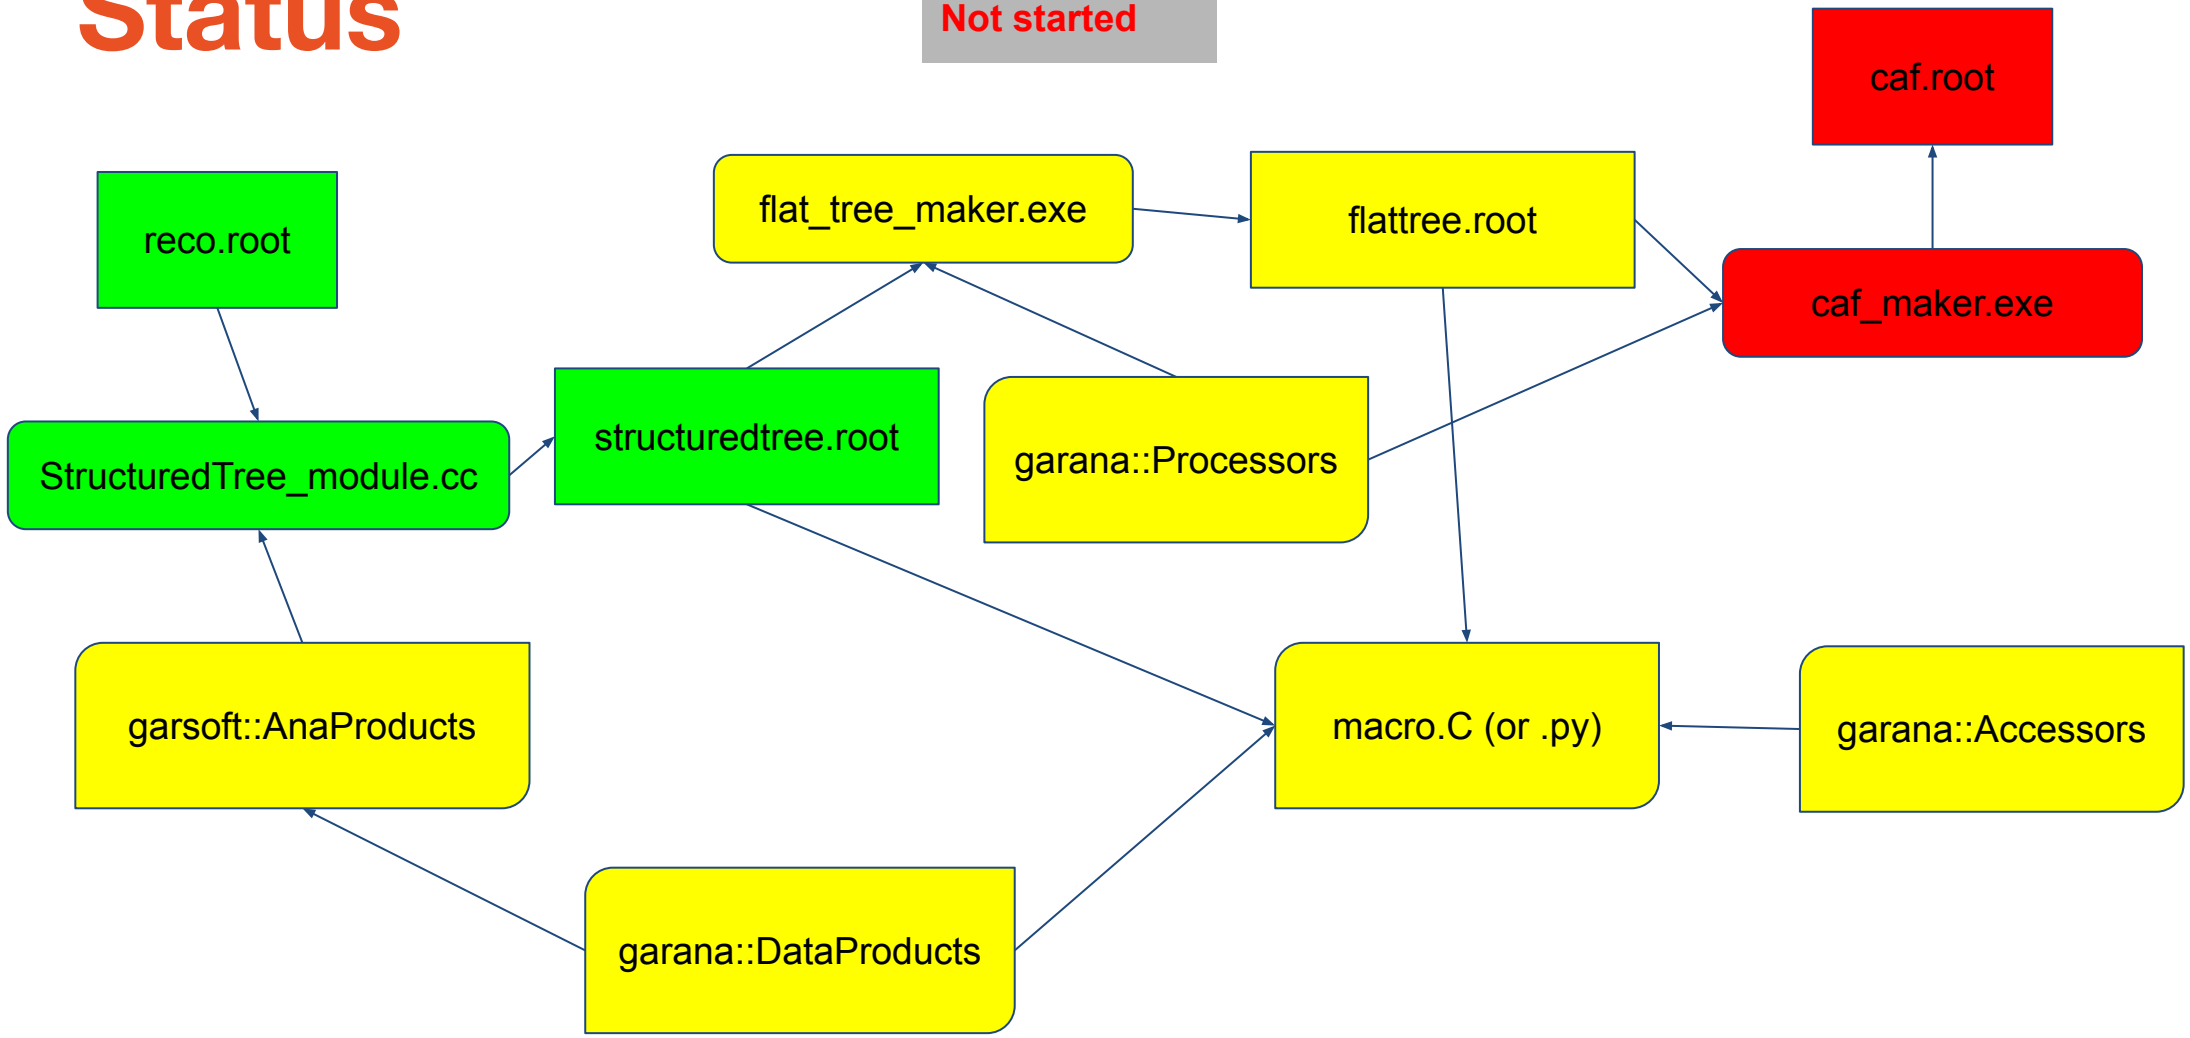 Status
Not started
caf.root
flat_tree_maker.exe
flattree.root
reco.root
caf_maker.exe
structuredtree.root
garana::Processors
StructuredTree_module.cc
garsoft::AnaProducts
macro.C (or .py)
garana::Accessors
garana::DataProducts